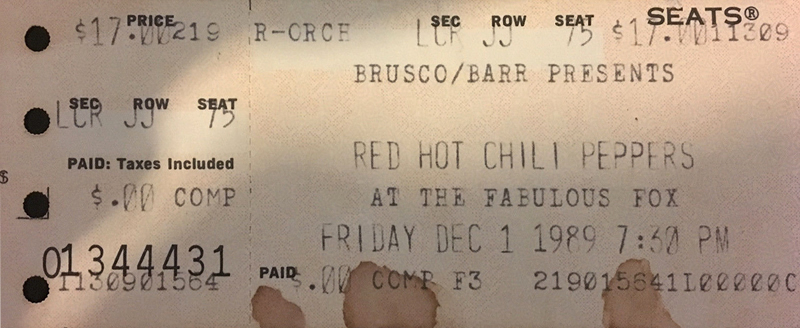 PRICE SEC ROW SEAT SEATS®
$17.00 219 R-ORCH LCR JJ 75 $17.00 11309
BRUSCO/BARR PRESENTS
SEC ROW SEAT
LCR JJ 75
RED HOT CHILI PEPPERS
PAID: Taxes Included
$.00 COMP
AT THE FABULOUS FOX
FRIDAY DEC 1 1989 7:30 PM
01344431
1130901564
PAID $.00 COMP F3 219015641L00000C
$